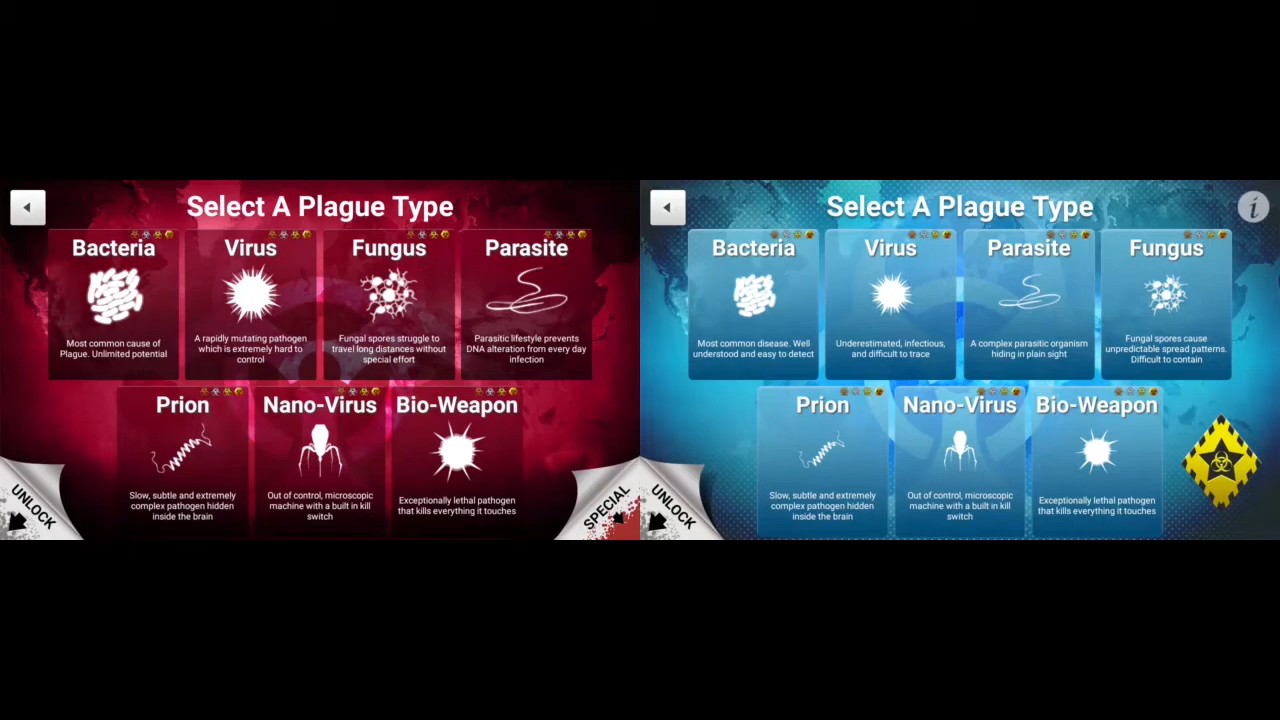 Select A Plague Type
Bacteria
Most common cause of
Plague. Unlimited potential
Virus
A rapidly mutating pathogen
which is extremely hard to
control
Fungus
Fungal spores struggle to
travel long distances without
special effort
Parasite
Parasitic lifestyle prevents
DNA alteration from every day
infection
Prion
Slow, subtle and extremely
complex pathogen hidden
inside the brain
Nano-Virus
Out of control, microscopic
machine with a built in kill
switch
Bio-Weapon
Exceptionally lethal pathogen
that kills everything it touches
UNLOCK
SPECIAL
Select A Plague Type
i
Bacteria
Most common disease. Well
understood and easy to detect
Virus
Underestimated, infectious,
and difficult to trace
Parasite
A complex parasitic organism
hiding in plain sight
Fungus
Fungal spores cause
unpredictable spread patterns.
Difficult to contain
Prion
Slow, subtle and extremely
complex pathogen hidden
inside the brain
Nano-Virus
Out of control, microscopic
machine with a built in kill
switch
Bio-Weapon
Exceptionally lethal pathogen
that kills everything it touches
UNLOCK